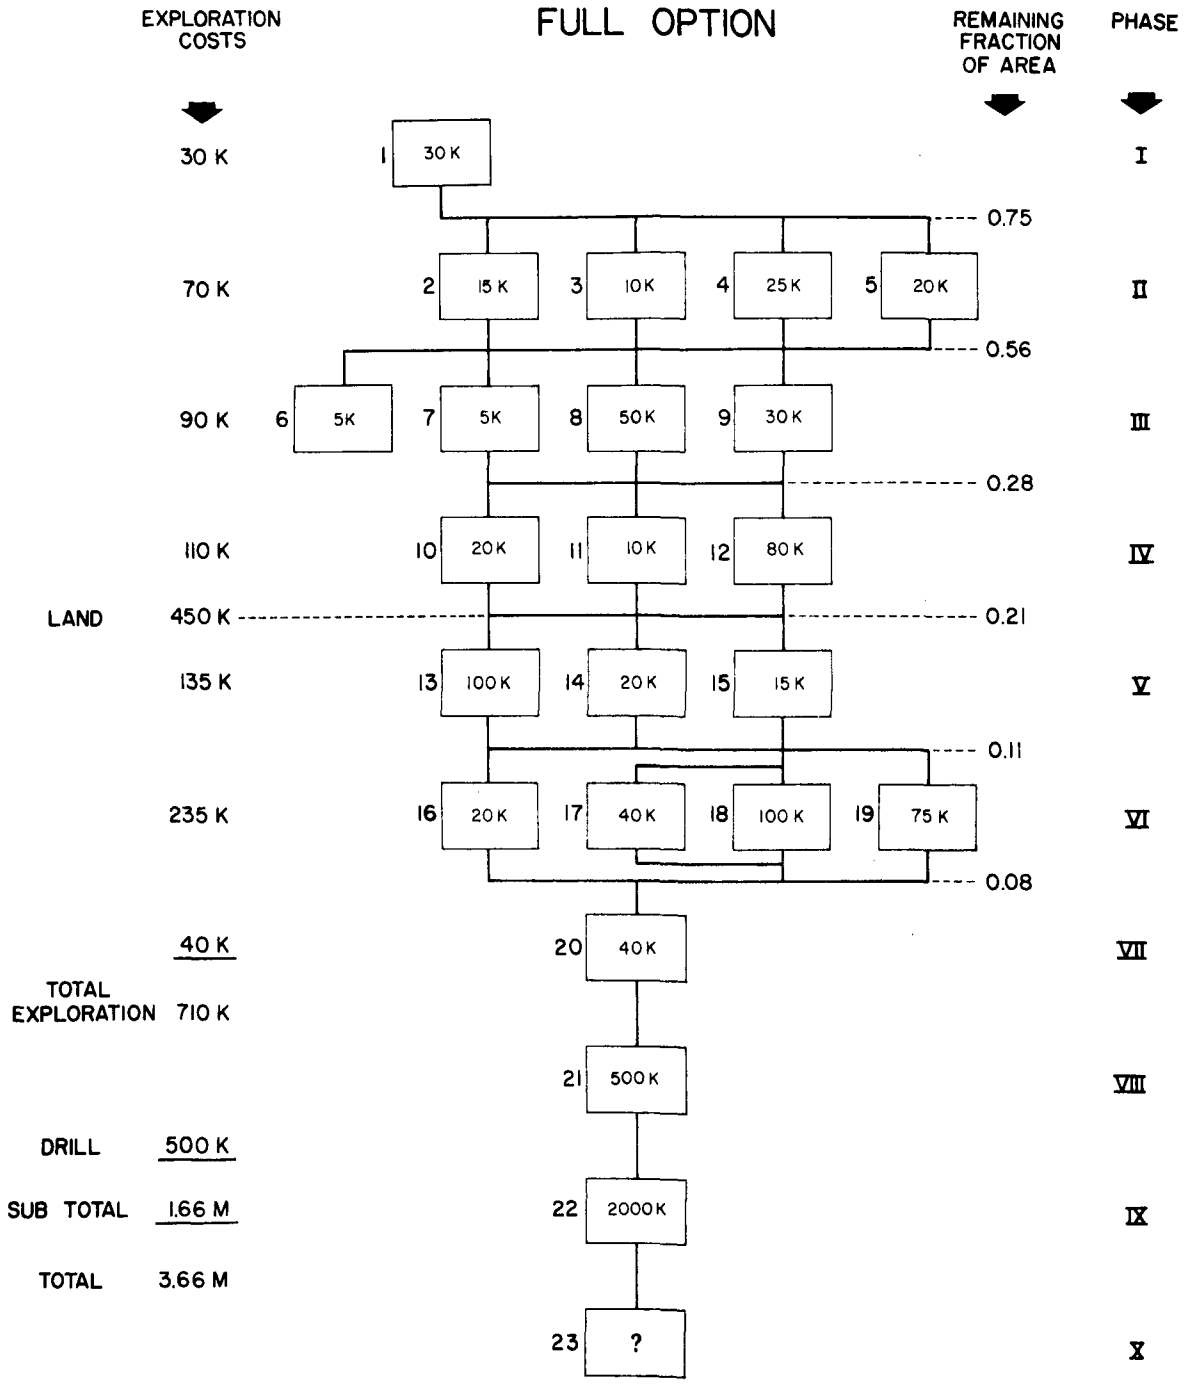 FULL OPTION
EXPLORATION
COSTS
REMAINING
FRACTION
OF AREA
PHASE
30 K
1
30 K
I
0.75
70 K
2
15 K
3
10 K
4
25 K
5
20 K
II
0.56
90 K
6
5K
7
5K
8
50K
9
30 K
III
0.28
110 K
10
20K
11
10K
12
80 K
IV
LAND
450 K
0.21
135 K
13
100 K
14
20 K
15
15 K
V
0.11
235 K
16
20 K
17
40 K
18
100 K
19
75 K
VI
0.08
40 K
20
40 K
VII
TOTAL
EXPLORATION
710 K
21
500 K
VIII
DRILL
500 K
SUB TOTAL
1.66 M
22
2000 K
IX
TOTAL
3.66 M
23
?
X